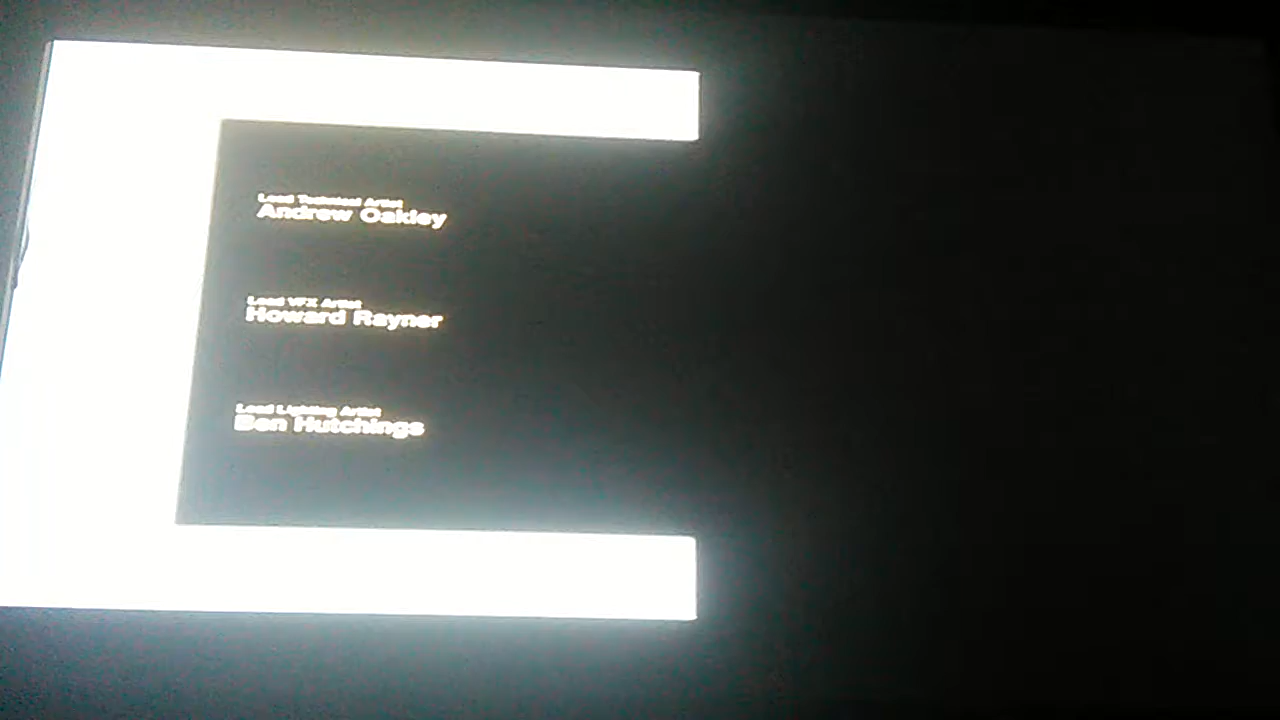 Lead Technical Artist
Andrew Oakley
Lead VFX Artist
Howard Rayner
Lead Lighting Artist
Ben Hutchings